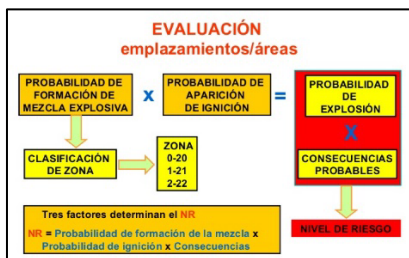 EVALUACIÓN
emplazamientos/áreas
PROBABILIDAD DE
FORMACIÓN DE
MEZCLA EXPLOSIVA
X
PROBABILIDAD DE
APARICIÓN DE
IGNICIÓN
=
PROBABILIDAD
DE
EXPLOSIÓN
X
CONSECUENCIAS
PROBABLES
CLASIFICACIÓN
DE ZONA
ZONA
0-20
1-21
2-22
Tres factores determinan el NR
NR = Probabilidad de formación de la mezcla x
Probabilidad de ignición x Consecuencias
NIVEL DE RIESGO